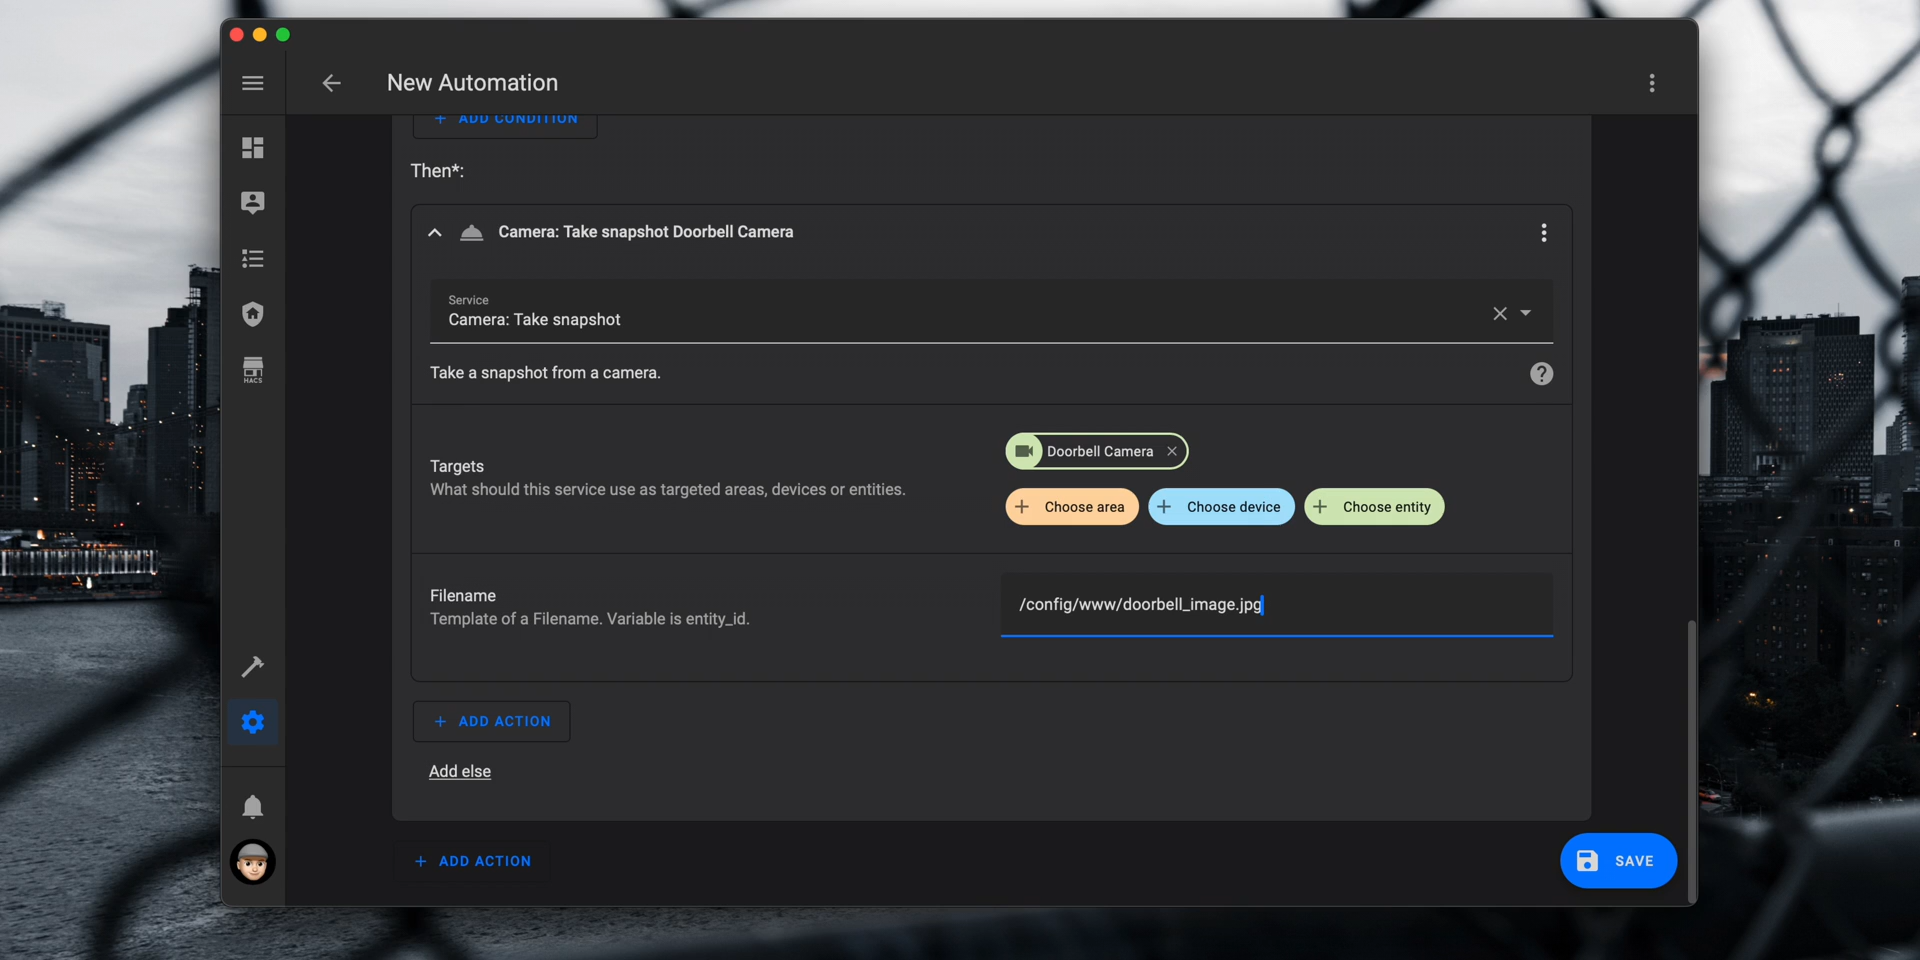 New Automation
ADD CONDITION
Then*:
Camera: Take snapshot Doorbell Camera
Service
Camera: Take snapshot
Take a snapshot from a camera.
?
HACS
Doorbell Camera
Targets
What should this service use as targeted areas, devices or entities.
+ Choose area + Choose device + Choose entity
Filename
Template of a Filename. Variable is entity_id.
/config/www/doorbell_image.jpg
+ ADD ACTION
Add else
+ ADD ACTION
SAVE